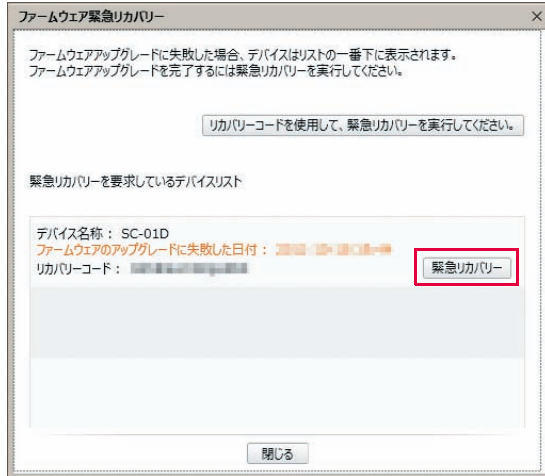 ファームウェア緊急リカバリー
ファームウェアアップグレードに失敗した場合、デバイスはリストの一番下に表示されます。
ファームウェアアップグレードを完了するには緊急リカバリーを実行してください。
リカバリーコードを使用して、緊急リカバリーを実行してください。
緊急リカバリーを要求しているデバイスリスト
デバイス名称： SC-01D
ファームウェアのアップグレードに失敗した日付：
リカバリーコード：
緊急リカバリー
閉じる